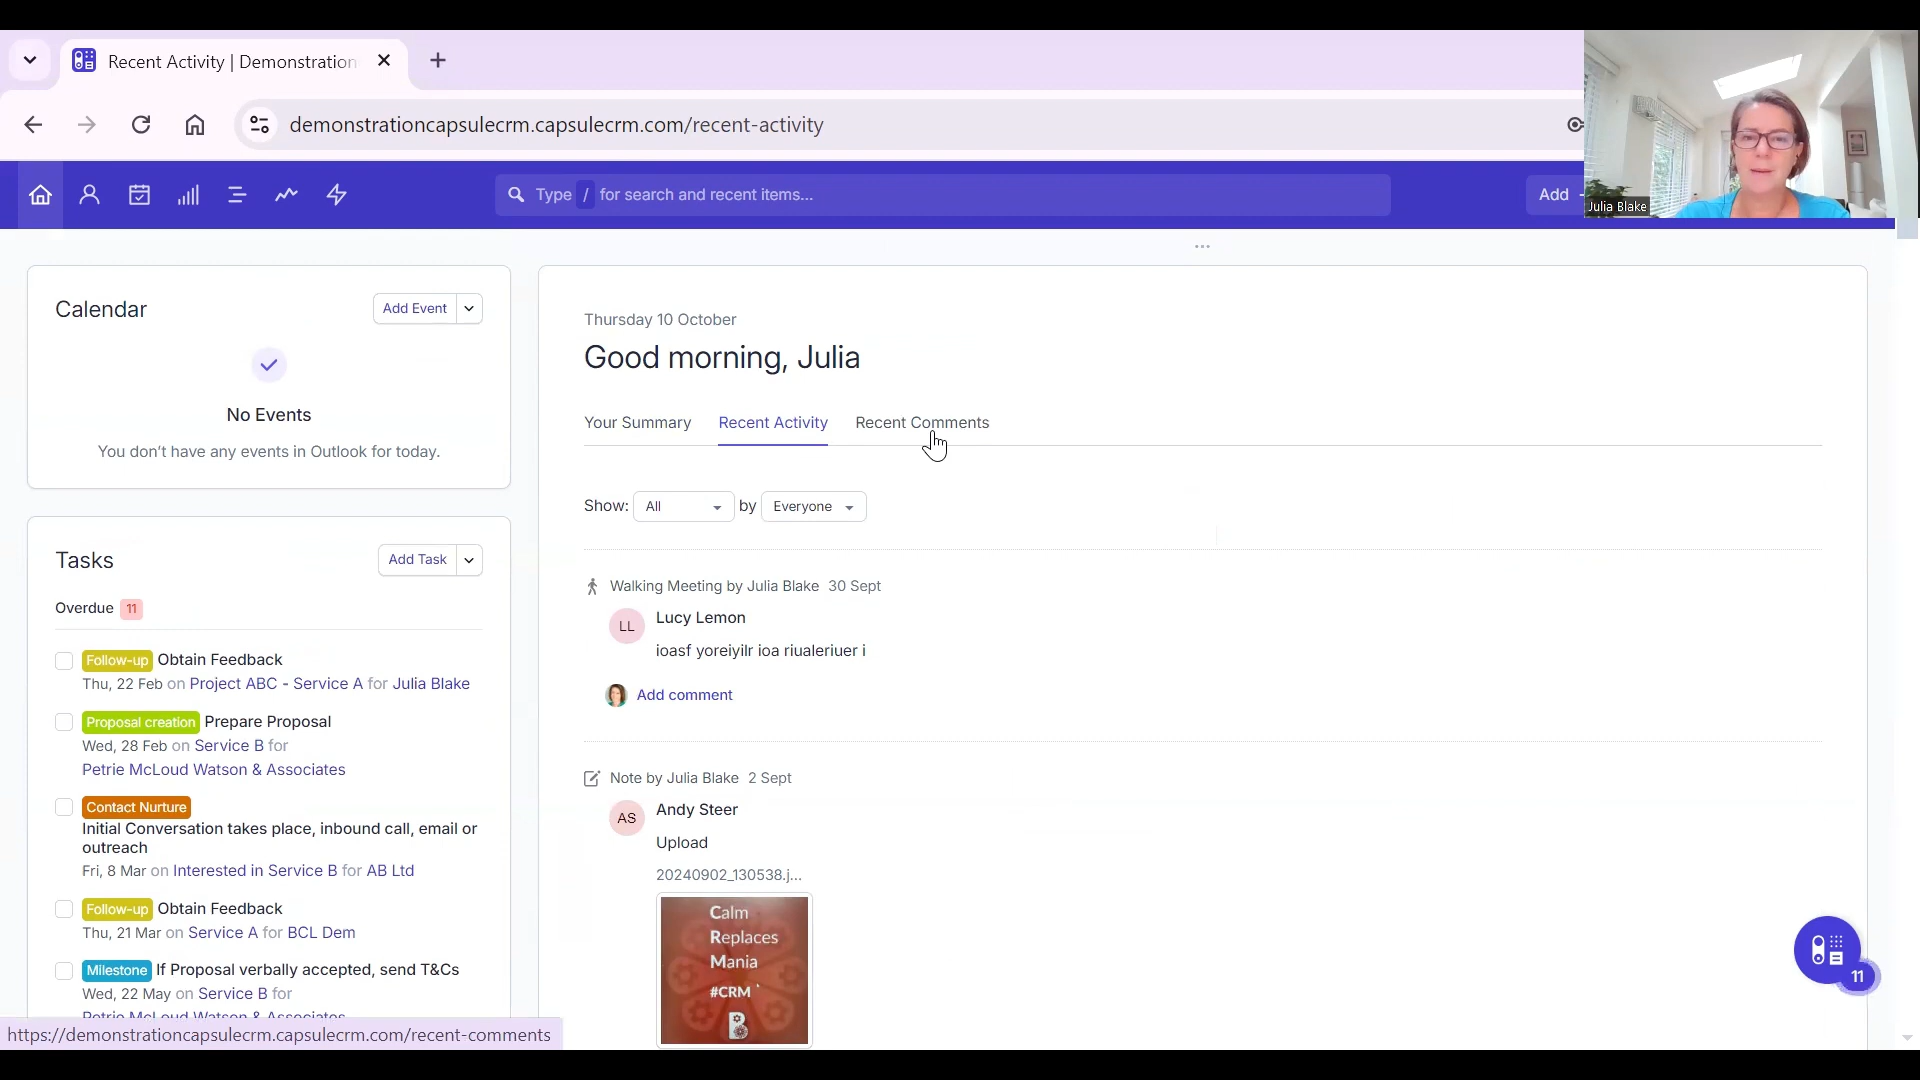 Recent Activity | Demonstration
demonstrationcapsulecrm.capsulecrm.com/recent-activity
Type / for search and recent items...
Add
Julia Blake
Calendar
Add Event
No Events
You don't have any events in Outlook for today.
Tasks
Add Task
Overdue 11
Follow-up Obtain Feedback
Thu, 22 Feb on Project ABC - Service A for Julia Blake
Proposal creation Prepare Proposal
Wed, 28 Feb on Service B for
Petrie McLoud Watson & Associates
Contact Nurture
Initial Conversation takes place, inbound call, email or
outreach
Fri, 8 Mar on Interested in Service B for AB Ltd
Follow-up Obtain Feedback
Thu, 21 Mar on Service A for BCL Dem
Milestone If Proposal verbally accepted, send T&Cs
Wed, 22 May on Service B for
Petrie McLoud Watson & Associates
https://demonstrationcapsulecrm.capsulecrm.com/recent-comments
...
Thursday 10 October
Good morning, Julia
Your Summary Recent Activity Recent Comments
Show: All by Everyone
Walking Meeting by Julia Blake 30 Sept
LL Lucy Lemon
ioasf yoreiyilr ioa riualeriuer i
Add comment
Note by Julia Blake 2 Sept
AS Andy Steer
Upload
20240902_130538.j...
Calm
Replaces
Mania
#CRM
B
11